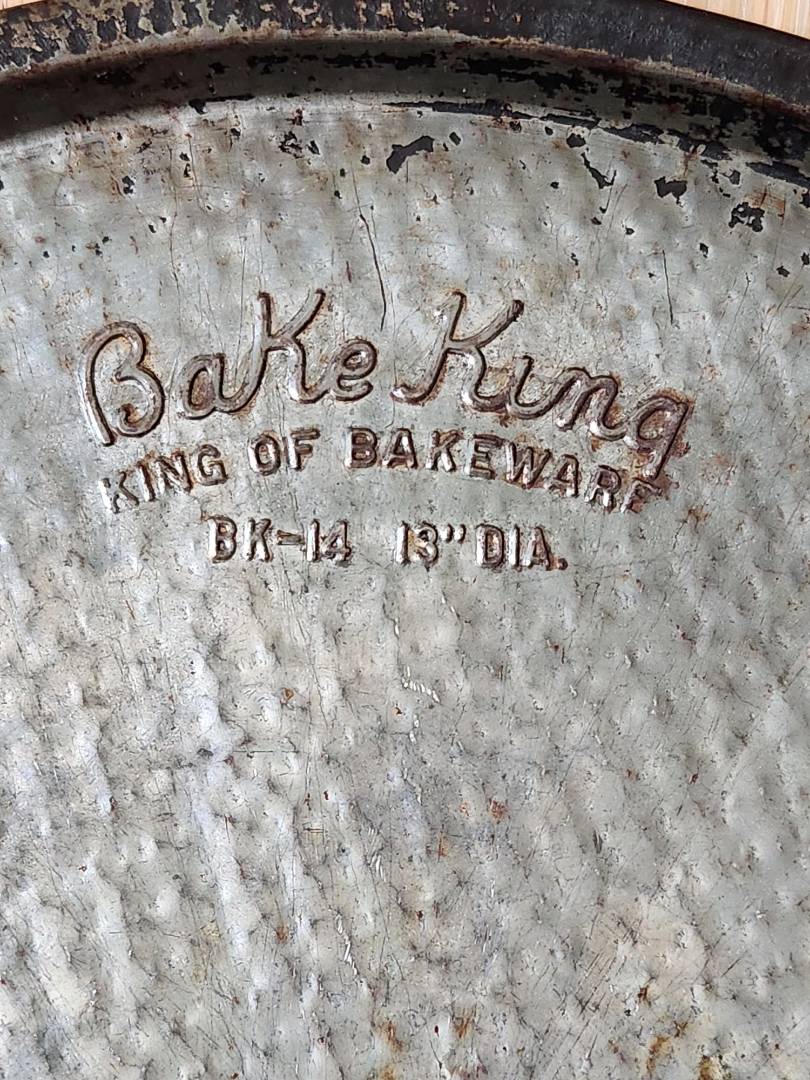 Bake King
KING OF BAKEWARE
BK-14 13" DIA.